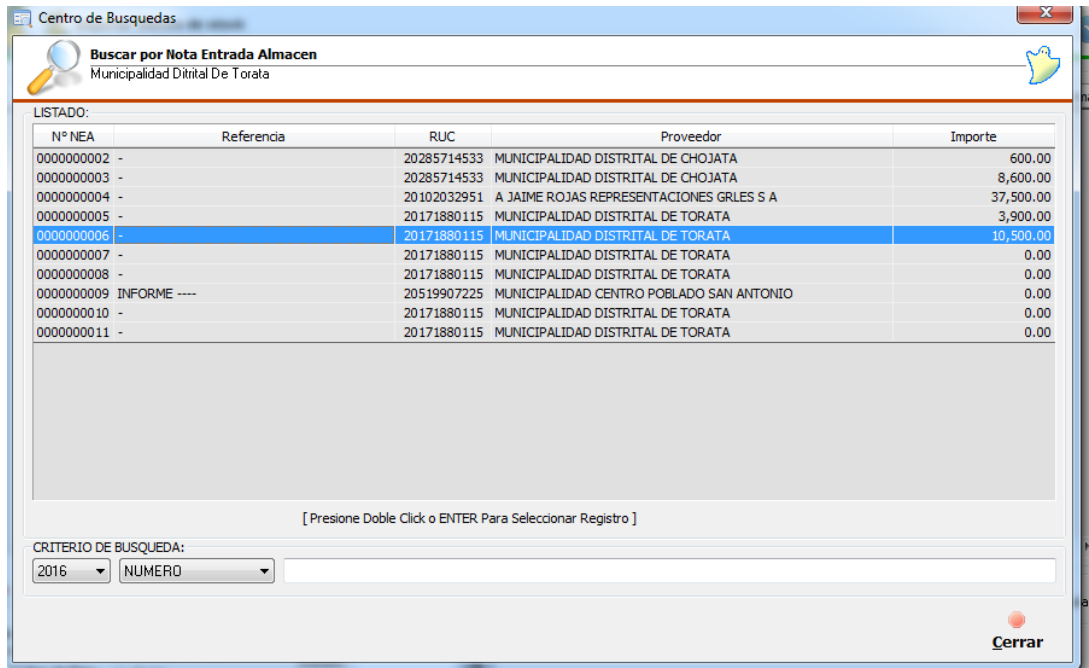 Centro de Busquedas
Buscar por Nota Entrada Almacen
Municipalidad Ditrital De Torata
LISTADO:
N° NEA Referencia RUC Proveedor Importe
0000000002 - 20285714533 MUNICIPALIDAD DISTRITAL DE CHOJATA 600.00
0000000003 - 20285714533 MUNICIPALIDAD DISTRITAL DE CHOJATA 8,600.00
0000000004 - 20102032951 A JAIME ROJAS REPRESENTACIONES GRLES S A 37,500.00
0000000005 - 20171880115 MUNICIPALIDAD DISTRITAL DE TORATA 3,900.00
0000000006 - 20171880115 MUNICIPALIDAD DISTRITAL DE TORATA 10,500.00
0000000007 - 20171880115 MUNICIPALIDAD DISTRITAL DE TORATA 0.00
0000000008 - 20171880115 MUNICIPALIDAD DISTRITAL DE TORATA 0.00
0000000009 INFORME ---- 20519907225 MUNICIPALIDAD CENTRO POBLADO SAN ANTONIO 0.00
0000000010 - 20171880115 MUNICIPALIDAD DISTRITAL DE TORATA 0.00
0000000011 - 20171880115 MUNICIPALIDAD DISTRITAL DE TORATA 0.00
[ Presione Doble Click o ENTER Para Seleccionar Registro ]
CRITERIO DE BUSQUEDA:
2016 NUMERO
Cerrar